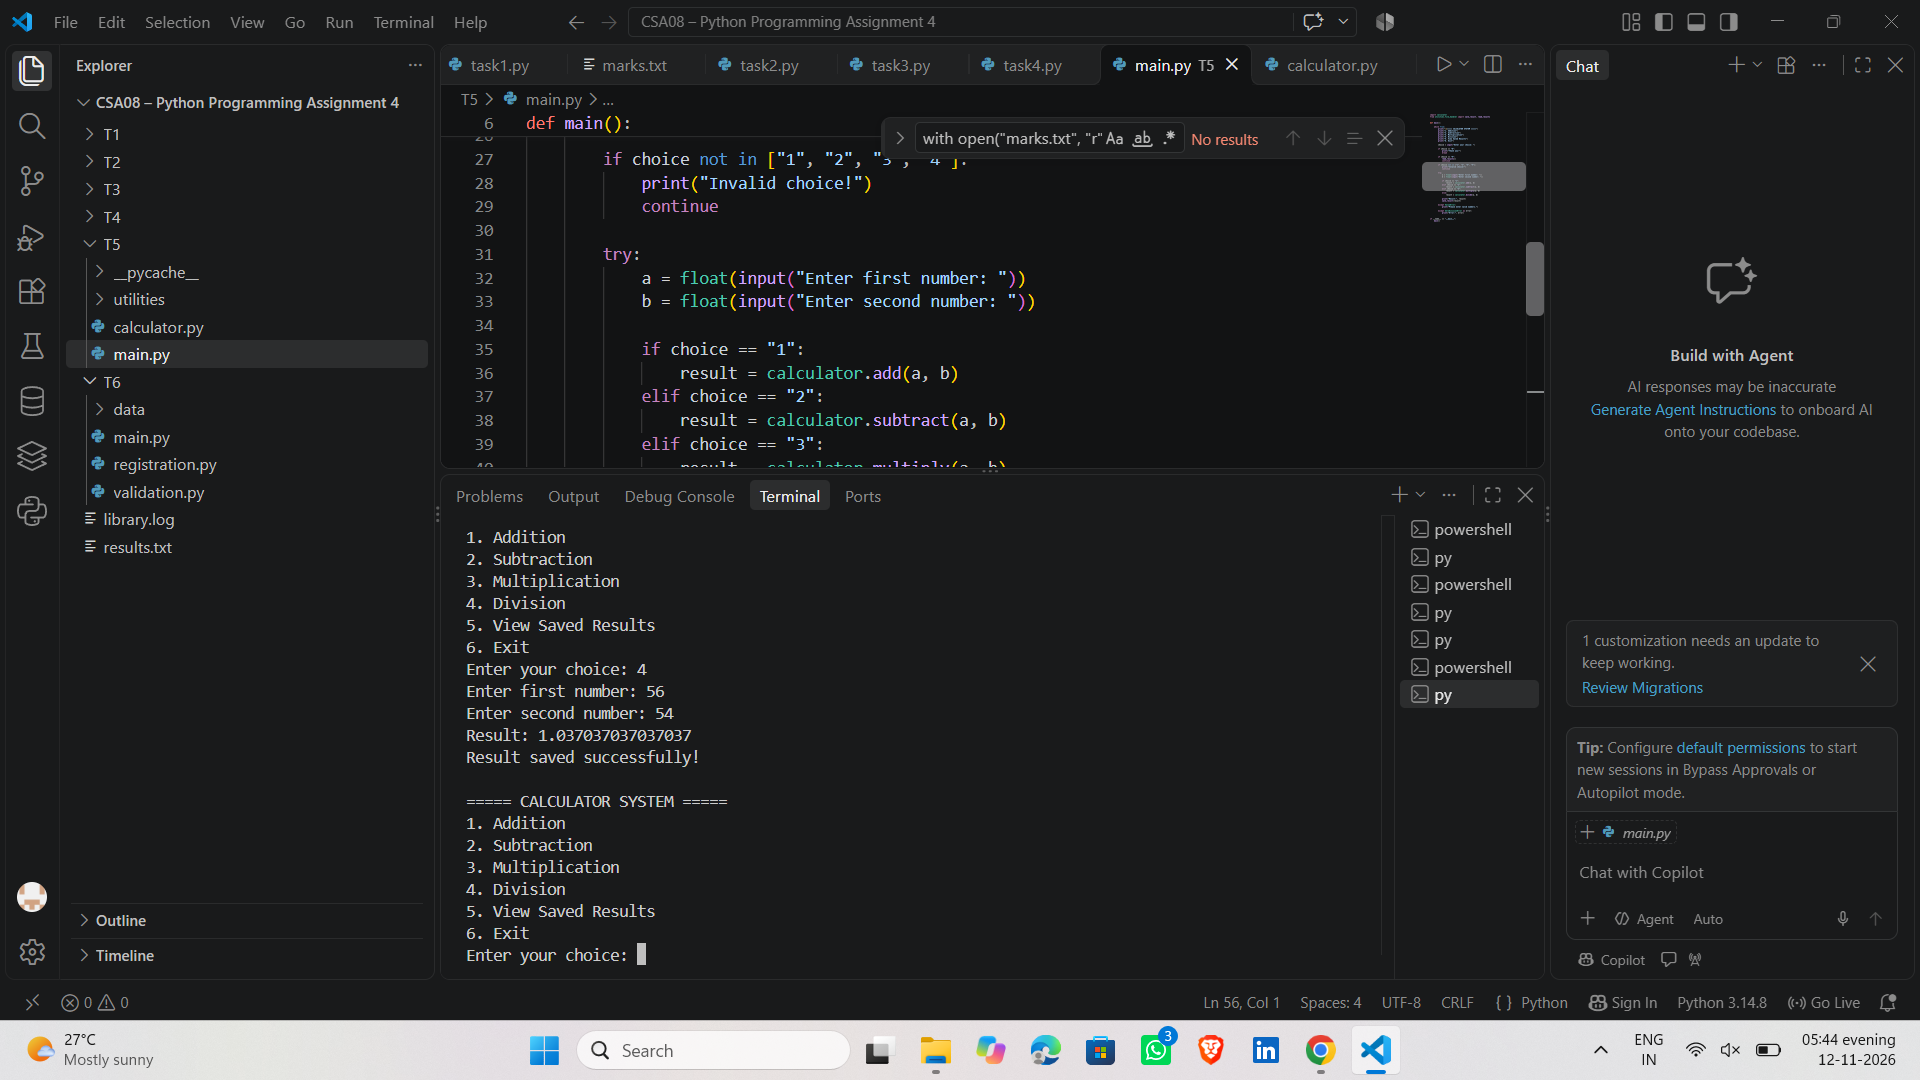 File Edit Selection View Go Run Terminal Help
CSA08 – Python Programming Assignment 4
Explorer
CSA08 – Python Programming Assignment 4
T1
T2
T3
T4
T5
__pycache__
utilities
calculator.py
main.py
T6
data
main.py
registration.py
validation.py
library.log
results.txt
Outline
Timeline
task1.py
marks.txt
task2.py
task3.py
task4.py
main.py T5
calculator.py
T5 > main.py > ...
6 def main():
with open("marks.txt", "r" Aa ab .* No results
27 if choice not in ["1", "2", "3", "4"]:
28 print("Invalid choice!")
29 continue
30
31 try:
32 a = float(input("Enter first number: "))
33 b = float(input("Enter second number: "))
34
35 if choice == "1":
36 result = calculator.add(a, b)
37 elif choice == "2":
38 result = calculator.subtract(a, b)
39 elif choice == "3":
40 result = calculator.multiply(a, b)
Problems Output Debug Console Terminal Ports
1. Addition
2. Subtraction
3. Multiplication
4. Division
5. View Saved Results
6. Exit
Enter your choice: 4
Enter first number: 56
Enter second number: 54
Result: 1.037037037037037
Result saved successfully!
===== CALCULATOR SYSTEM =====
1. Addition
2. Subtraction
3. Multiplication
4. Division
5. View Saved Results
6. Exit
Enter your choice:
powershell
py
powershell
py
py
powershell
py
Chat
Build with Agent
AI responses may be inaccurate
Generate Agent Instructions to onboard AI
onto your codebase.
1 customization needs an update to
keep working.
Review Migrations
Tip: Configure default permissions to start
new sessions in Bypass Approvals or
Autopilot mode.
main.py
Chat with Copilot
Agent Auto
Copilot
0 0
Ln 56, Col 1 Spaces: 4 UTF-8 CRLF { } Python Sign In Python 3.14.8 Go Live
27°C
Mostly sunny
Search
3
in
ENG
IN
05:44 evening
12-11-2026